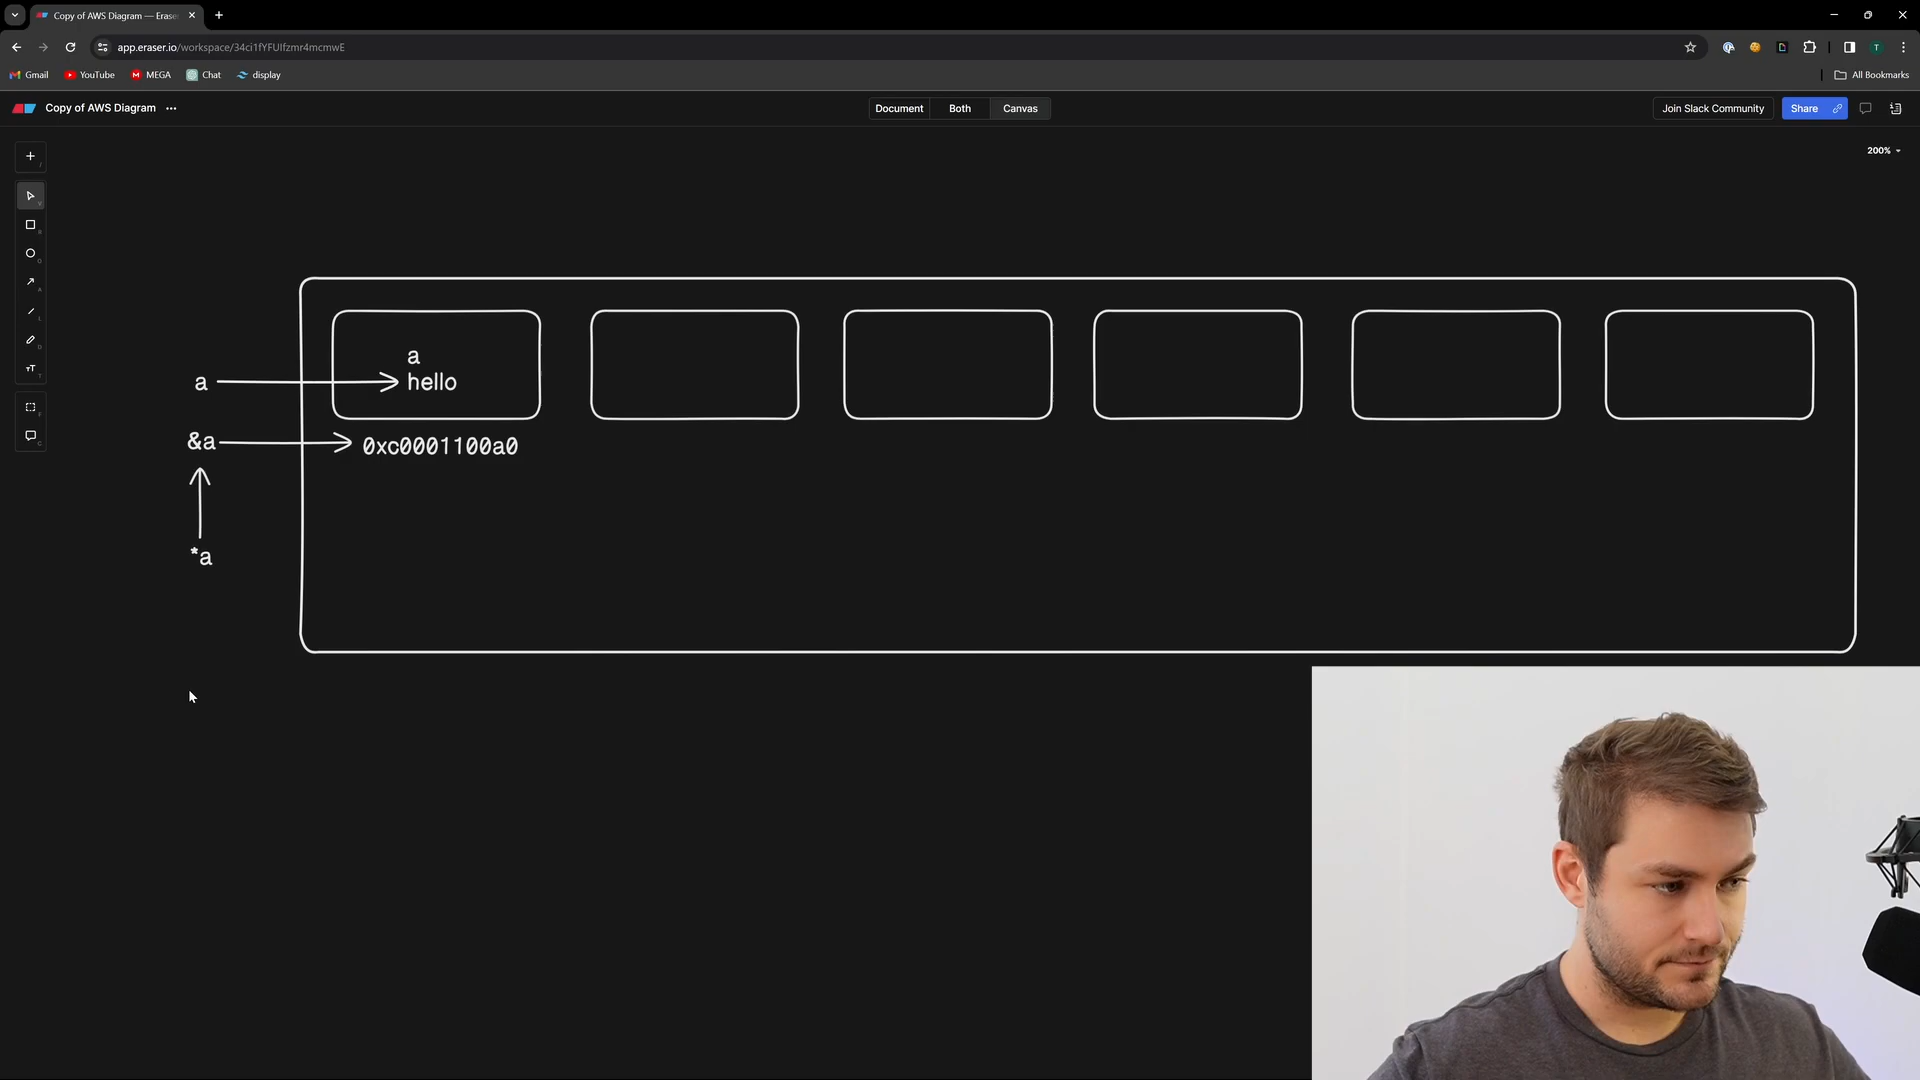 Copy of AWS Diagram — Eraser
app.eraser.io/workspace/34ci1fYFUIfzmr4mcmwE
T
Gmail
YouTube
M
MEGA
Chat
display
All Bookmarks
Copy of AWS Diagram
Document
Both
Canvas
Join Slack Community
Share
200%
a
a
hello
&a
0xc0001100a0
*a